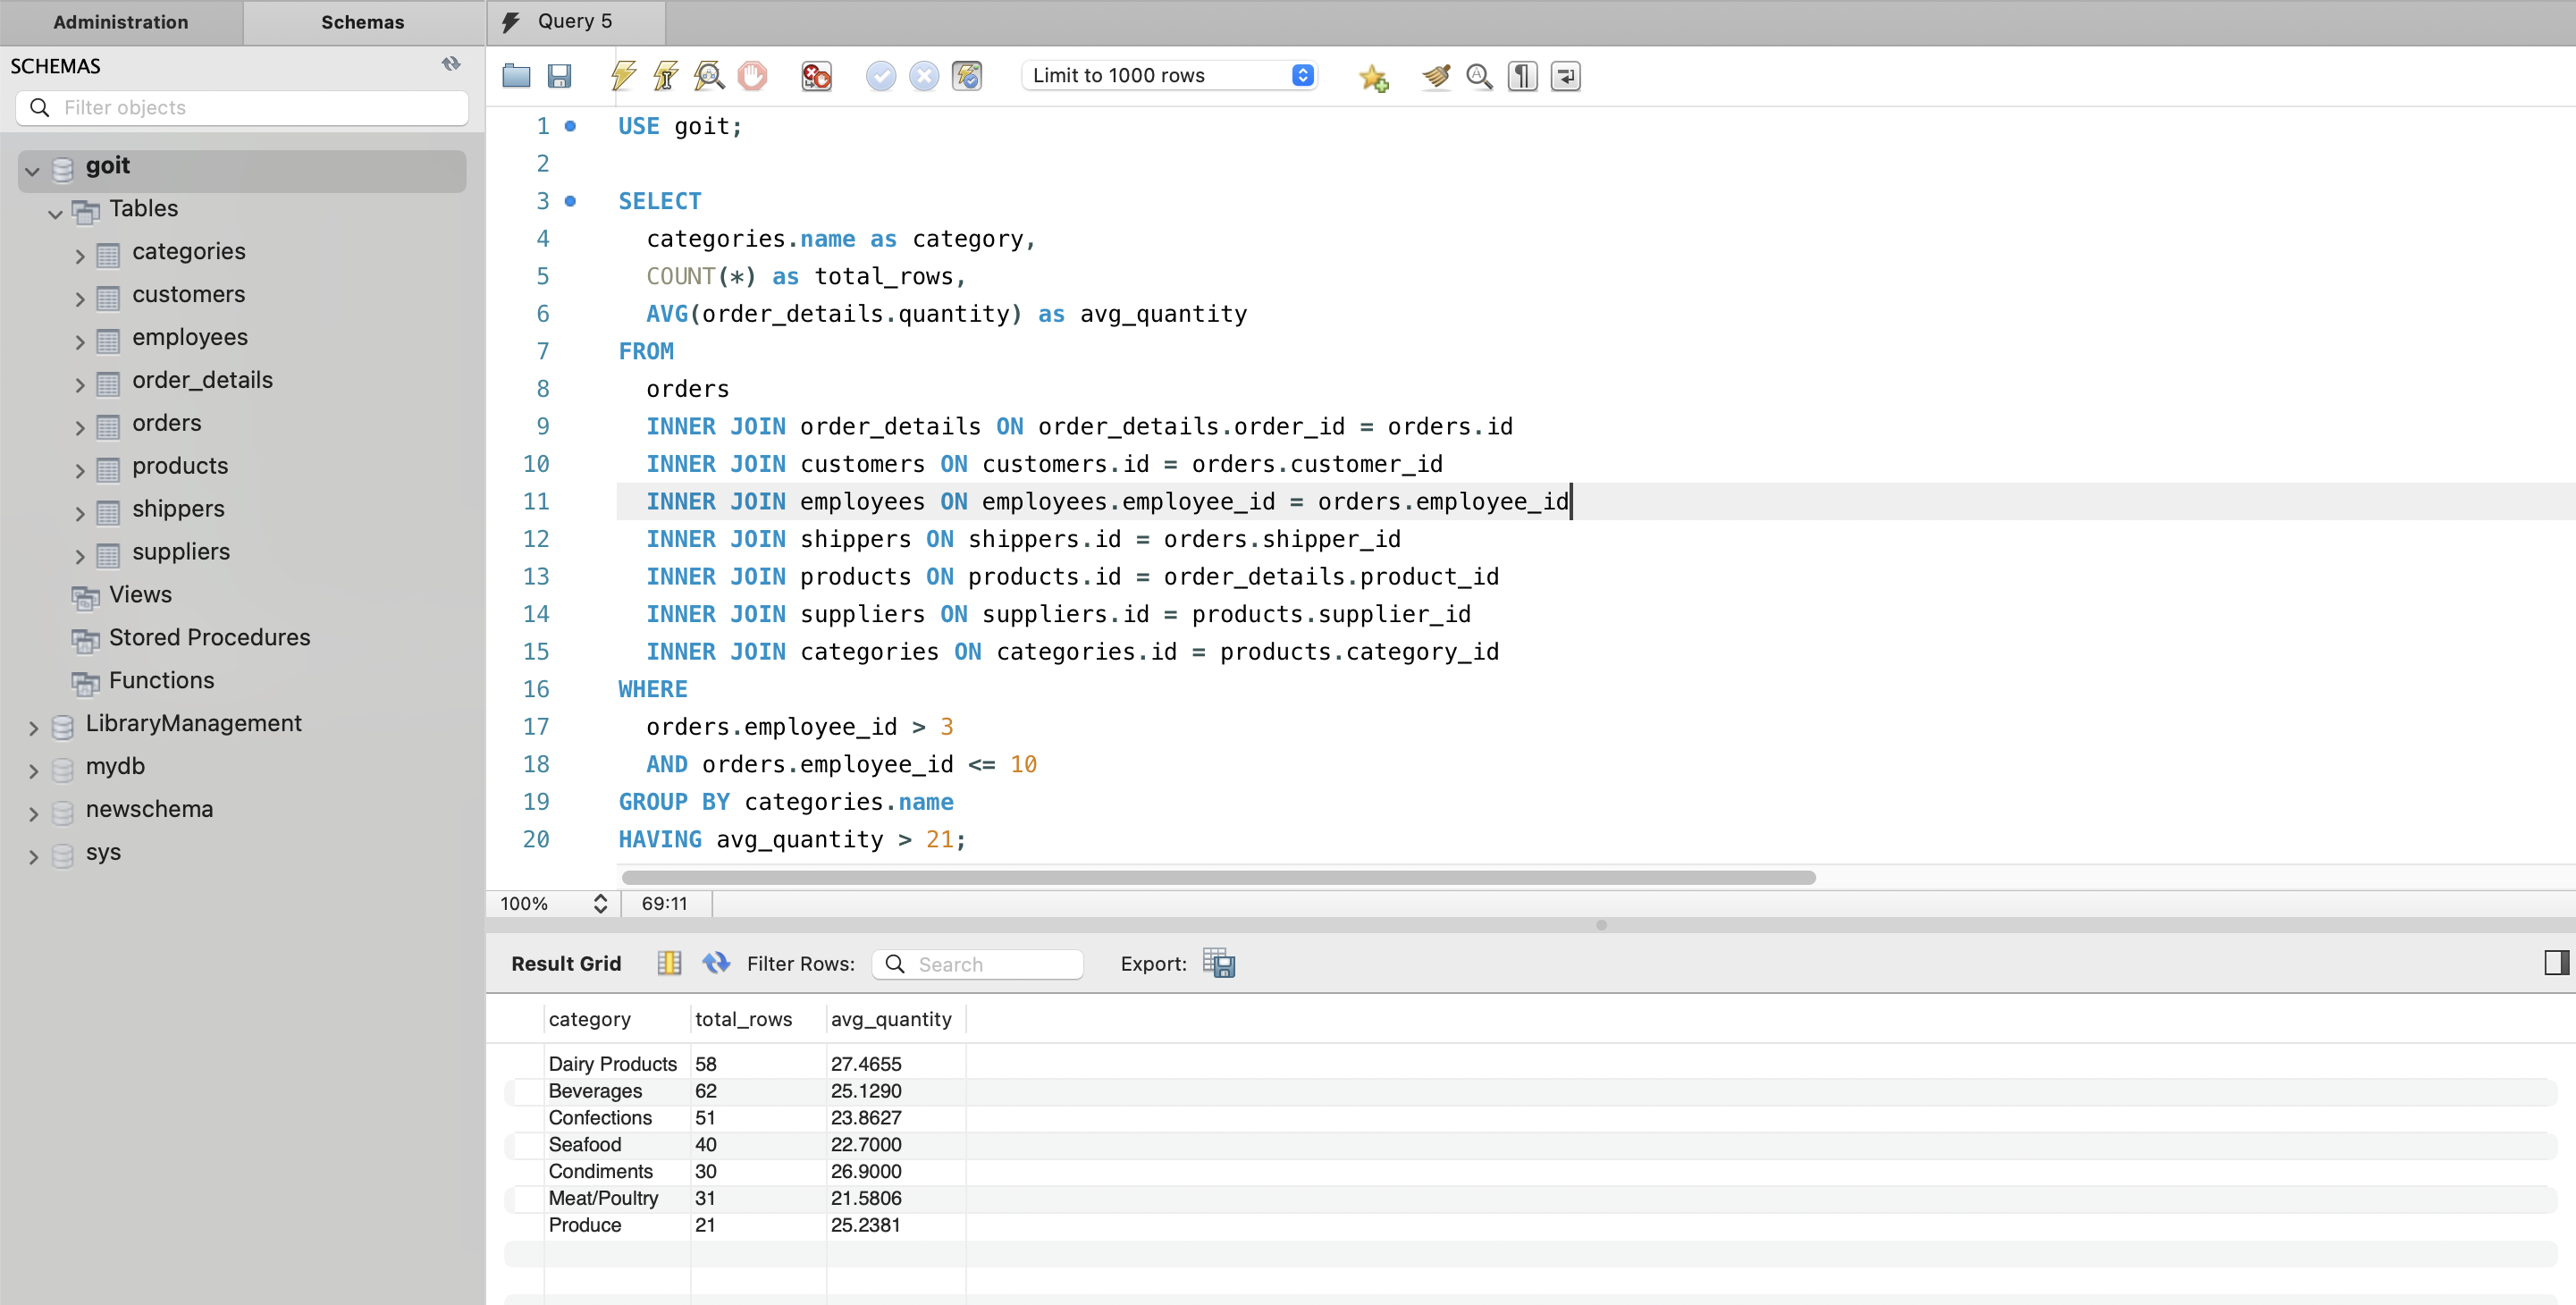 Administration
Schemas
Query 5
SCHEMAS
Filter objects
Limit to 1000 rows
goit
Tables
categories
customers
employees
order_details
orders
products
shippers
suppliers
Views
Stored Procedures
Functions
LibraryManagement
mydb
newschema
sys
1 USE goit;
2
3 SELECT
4 categories.name as category,
5 COUNT(*) as total_rows,
6 AVG(order_details.quantity) as avg_quantity
7 FROM
8 orders
9 INNER JOIN order_details ON order_details.order_id = orders.id
10 INNER JOIN customers ON customers.id = orders.customer_id
11 INNER JOIN employees ON employees.employee_id = orders.employee_id
12 INNER JOIN shippers ON shippers.id = orders.shipper_id
13 INNER JOIN products ON products.id = order_details.product_id
14 INNER JOIN suppliers ON suppliers.id = products.supplier_id
15 INNER JOIN categories ON categories.id = products.category_id
16 WHERE
17 orders.employee_id > 3
18 AND orders.employee_id <= 10
19 GROUP BY categories.name
20 HAVING avg_quantity > 21;
100% 69:11
Result Grid Filter Rows: Search Export:
category total_rows avg_quantity
Dairy Products 58 27.4655
Beverages 62 25.1290
Confections 51 23.8627
Seafood 40 22.7000
Condiments 30 26.9000
Meat/Poultry 31 21.5806
Produce 21 25.2381